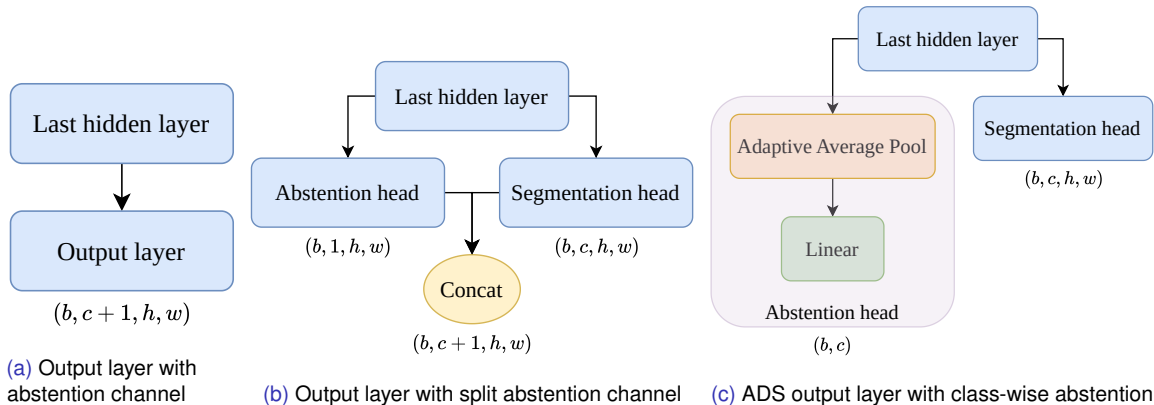 Last hidden layer
Output layer
(b, c + 1, h, w)
(a) Output layer with
abstention channel
Last hidden layer
Abstention head
Segmentation head
(b, 1, h, w)
(b, c, h, w)
Concat
(b, c + 1, h, w)
(b) Output layer with split abstention channel
Last hidden layer
Adaptive Average Pool
Segmentation head
(b, c, h, w)
Linear
Abstention head
(b, c)
(c) ADS output layer with class-wise abstention